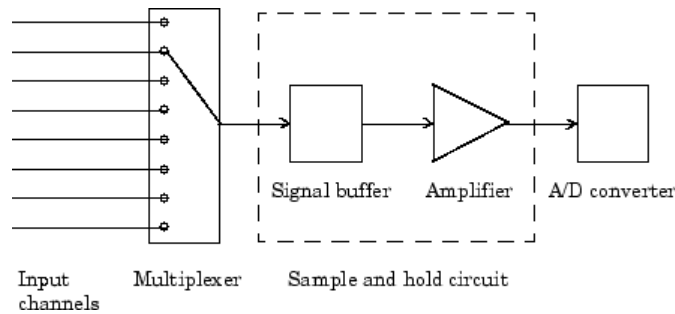 Signal buffer
Amplifier
A/D converter
Input
channels
Multiplexer
Sample and hold circuit